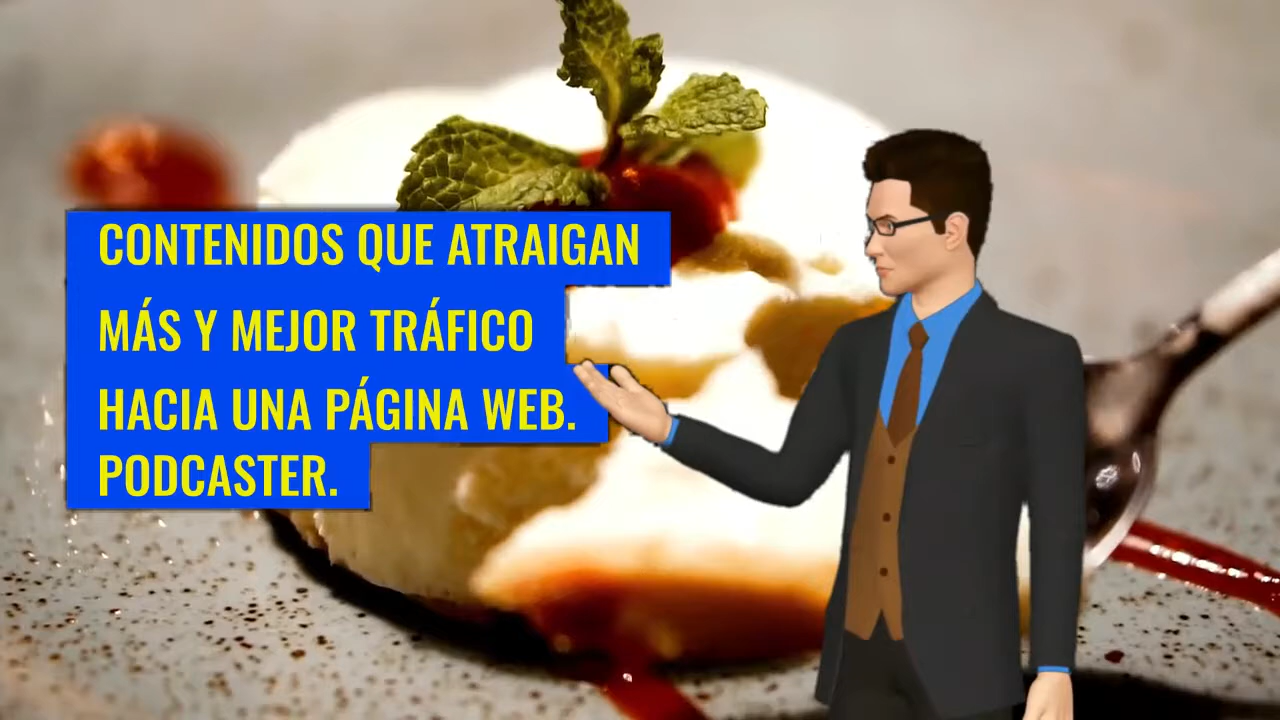 CONTENIDOS QUE ATRAIGAN
MÁS Y MEJOR TRÁFICO
HACIA UNA PÁGINA WEB.
PODCASTER.